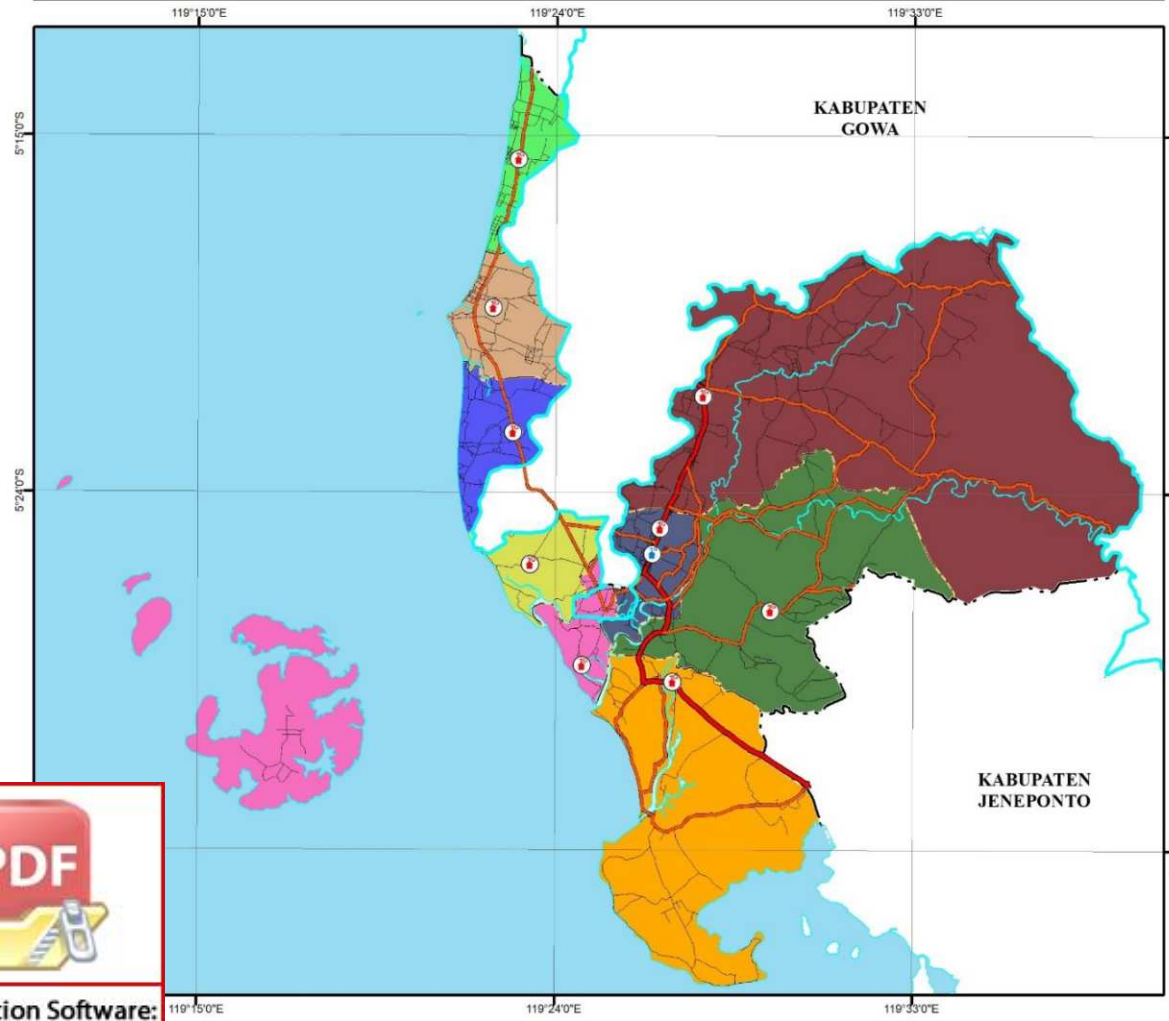 119°15'0"E
119°24'0"E
119°33'0"E
5°15'0"S
KABUPATEN
GOWA
5°24'0"S
KABUPATEN
JENEPONTO
PDF
tion Software:
119°15'0"E
119°24'0"E
119°33'0"E